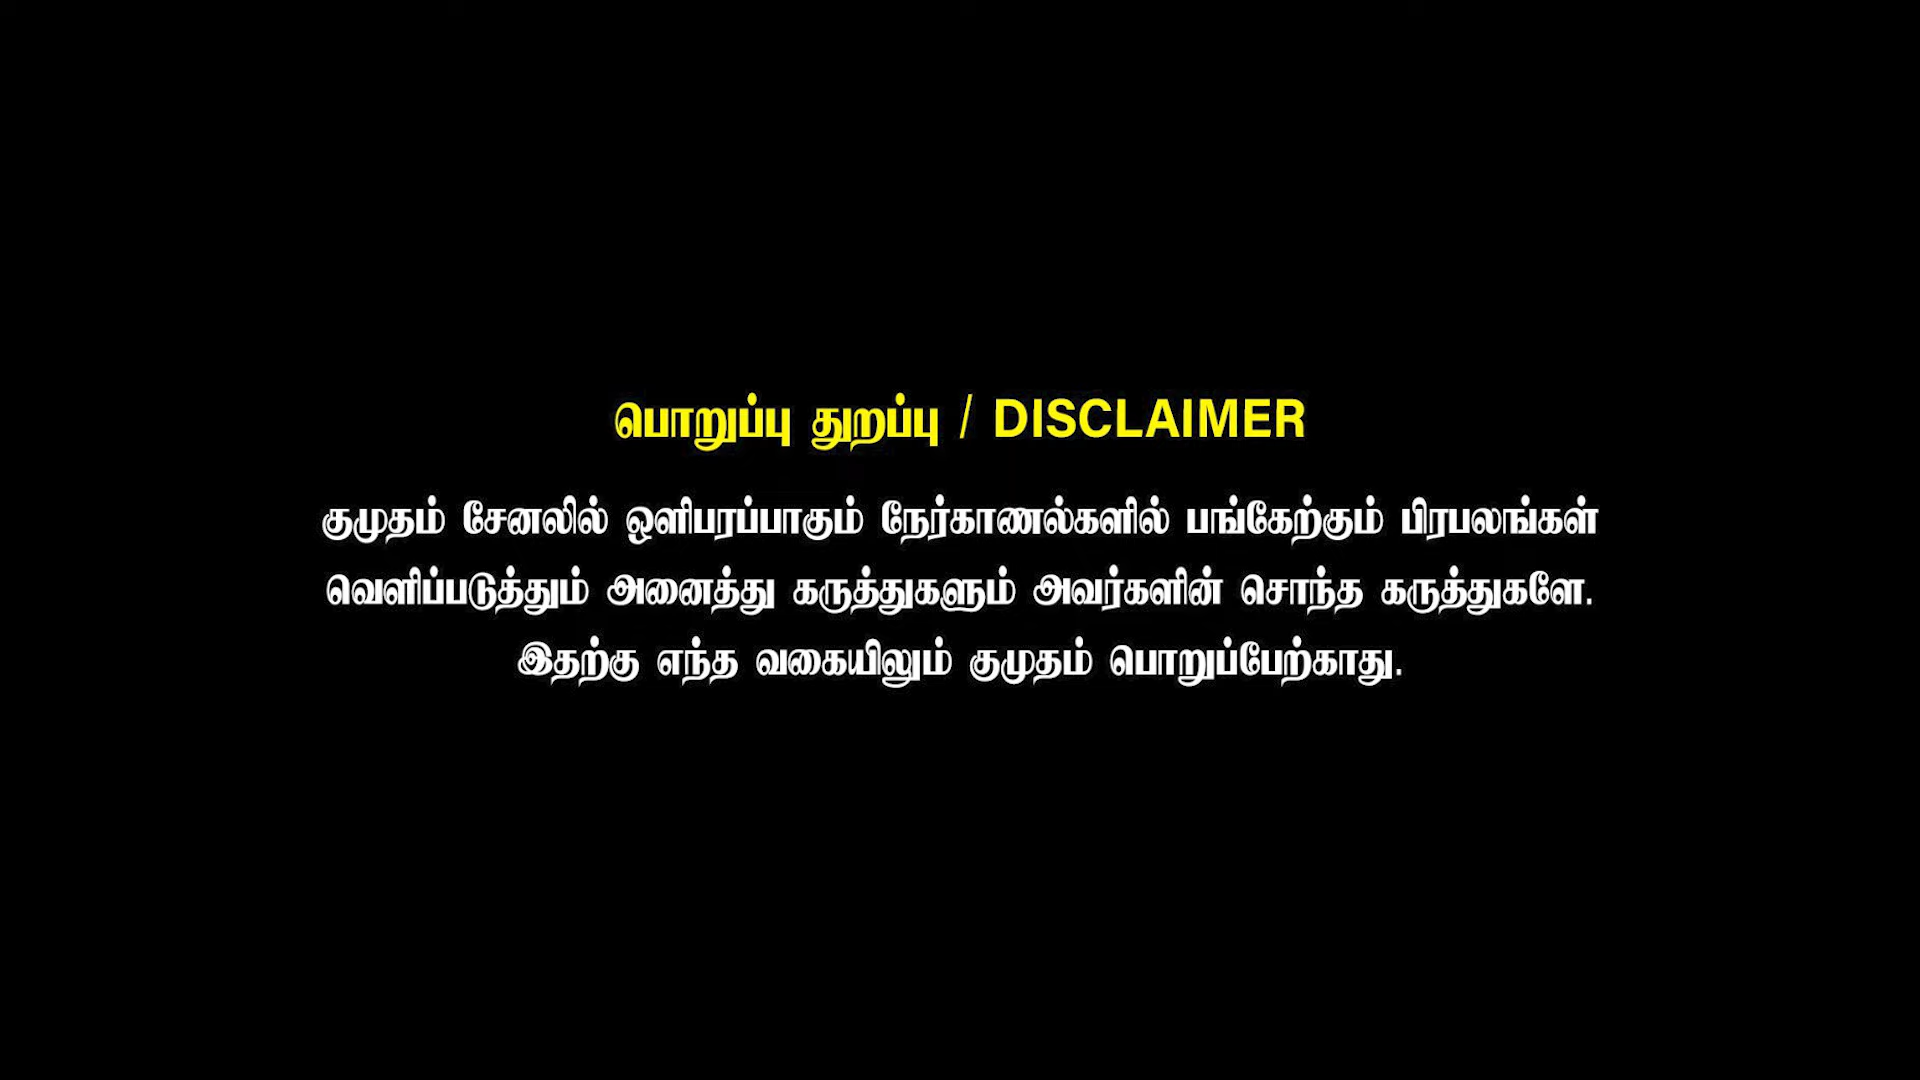 பொறுப்பு துறப்பு / DISCLAIMER
குமுதம் சேனலில் ஒளிபரப்பாகும் நேர்காணல்களில் பங்கேற்கும் பிரபலங்கள்
வெளிப்படுத்தும் அனைத்து கருத்துகளும் அவர்களின் சொந்த கருத்துகளே.
இதற்கு எந்த வகையிலும் குமுதம் பொறுப்பேற்காது.